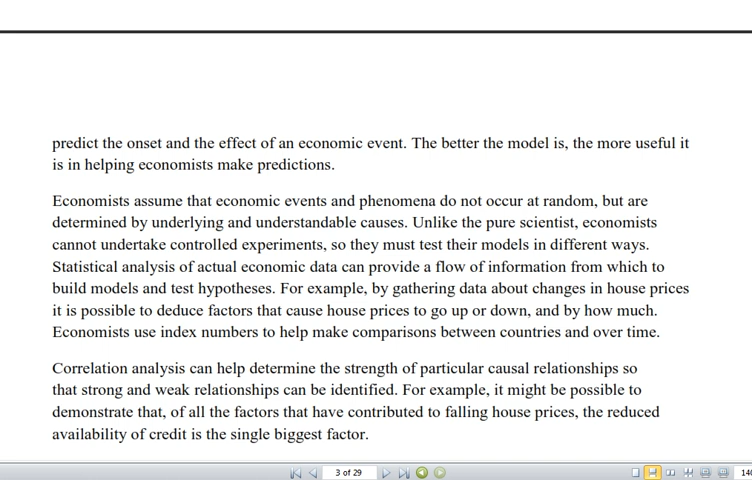 predict the onset and the effect of an economic event. The better the model is, the more useful it
is in helping economists make predictions.
Economists assume that economic events and phenomena do not occur at random, but are
determined by underlying and understandable causes. Unlike the pure scientist, economists
cannot undertake controlled experiments, so they must test their models in different ways.
Statistical analysis of actual economic data can provide a flow of information from which to
build models and test hypotheses. For example, by gathering data about changes in house prices
it is possible to deduce factors that cause house prices to go up or down, and by how much.
Economists use index numbers to help make comparisons between countries and over time.
Correlation analysis can help determine the strength of particular causal relationships so
that strong and weak relationships can be identified. For example, it might be possible to
demonstrate that, of all the factors that have contributed to falling house prices, the reduced
availability of credit is the single biggest factor.
3 of 29